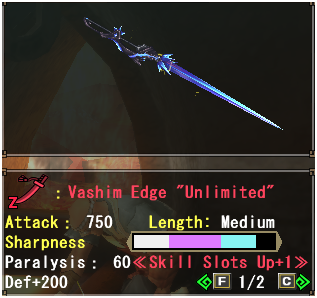 : Vashim Edge "Unlimited"
Attack : 750 Length: Medium
Sharpness
Paralysis : 60≪Skill Slots Up+1≫
Def+200 F 1/2 C